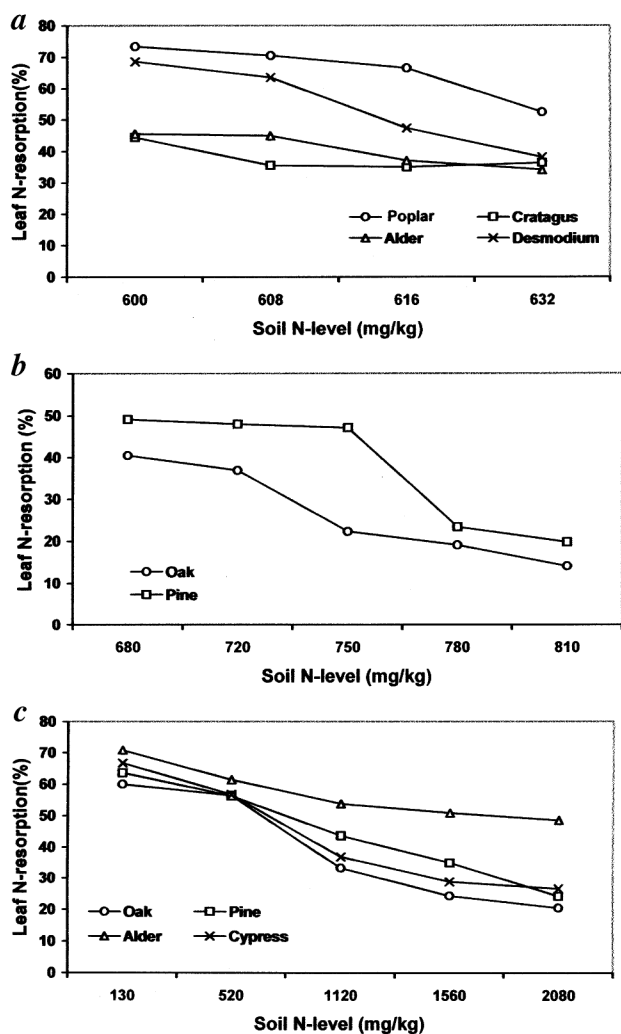 a
80
70
60
50
40
30
20
10
0
Leaf N-resorption(%)
Poplar Cratagus
Alder Desmodium
600 608 616 632
Soil N-level (mg/kg)
b
60
50
40
30
20
10
0
Leaf N-resorption (%)
Oak
Pine
680 720 750 780 810
Soil N-level (mg/kg)
c
80
70
60
50
40
30
20
10
0
Leaf N-resorption(%)
Oak Pine
Alder Cypress
130 520 1120 1560 2080
Soil N-level (mg/kg)